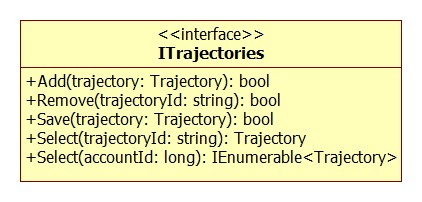 <<interface>>
ITrajectories
+Add(trajectory: Trajectory): bool
+Remove(trajectoryId: string): bool
+Save(trajectory: Trajectory): bool
+Select(trajectoryId: string): Trajectory
+Select(accountId: long): IEnumerable<Trajectory>